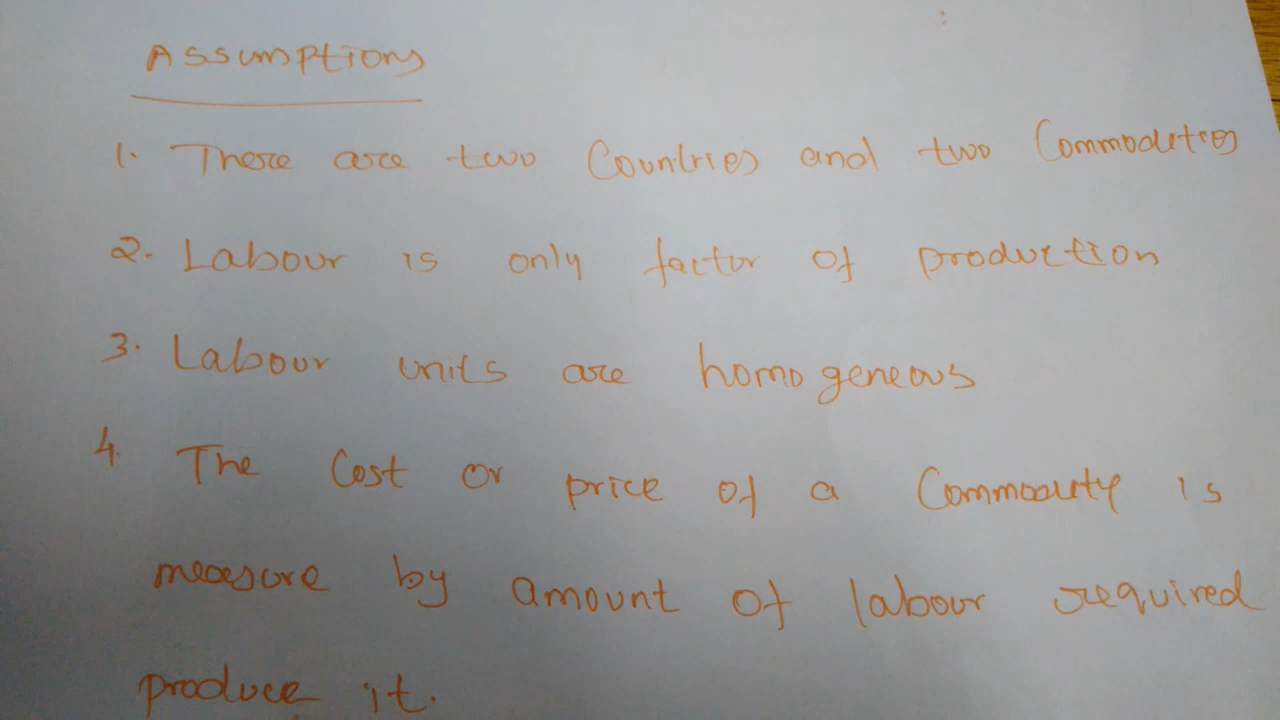 Assumptions
1. There are two Countries and two Commodities
2. Labour is only factor of production
3. Labour units are homogeneous
4. The Cost or price of a Commodity is
measure by amount of labour required
produce it.